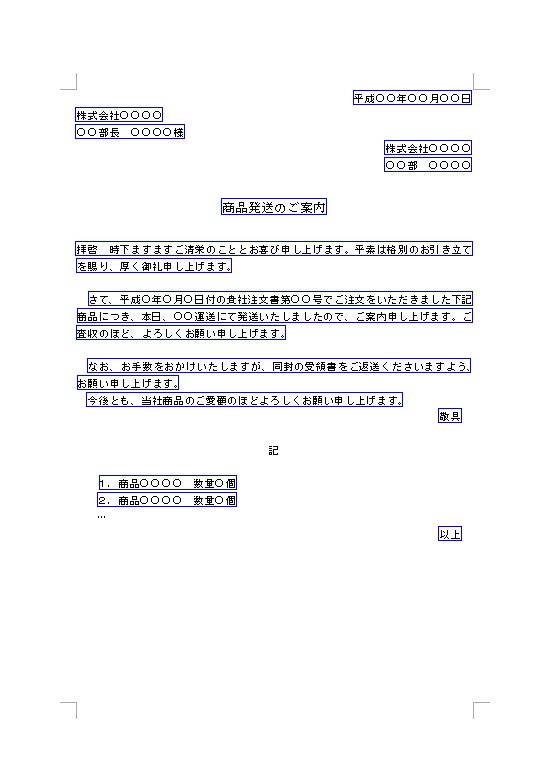 平成○○年○○月○○日
株式会社○○○○
○○部長　○○○○様
株式会社○○○○
○○部　○○○○
商品発送のご案内
拝啓　時下ますますご清栄のこととお喜び申し上げます。平素は格別のお引き立て
を賜り、厚く御礼申し上げます。
さて、平成○年○月○日付の貴社注文書第○○号でご注文をいただきました下記
商品につき、本日、○○運送にて発送いたしましたので、ご案内申し上げます。ご
査収のほど、よろしくお願い申し上げます。
なお、お手数をおかけいたしますが、同封の受領書をご返送くださいますよう、
お願い申し上げます。
今後とも、当社商品のご愛顧のほどよろしくお願い申し上げます。
敬具
記
1. 商品○○○○　数量○個
2. 商品○○○○　数量○個
…
以上